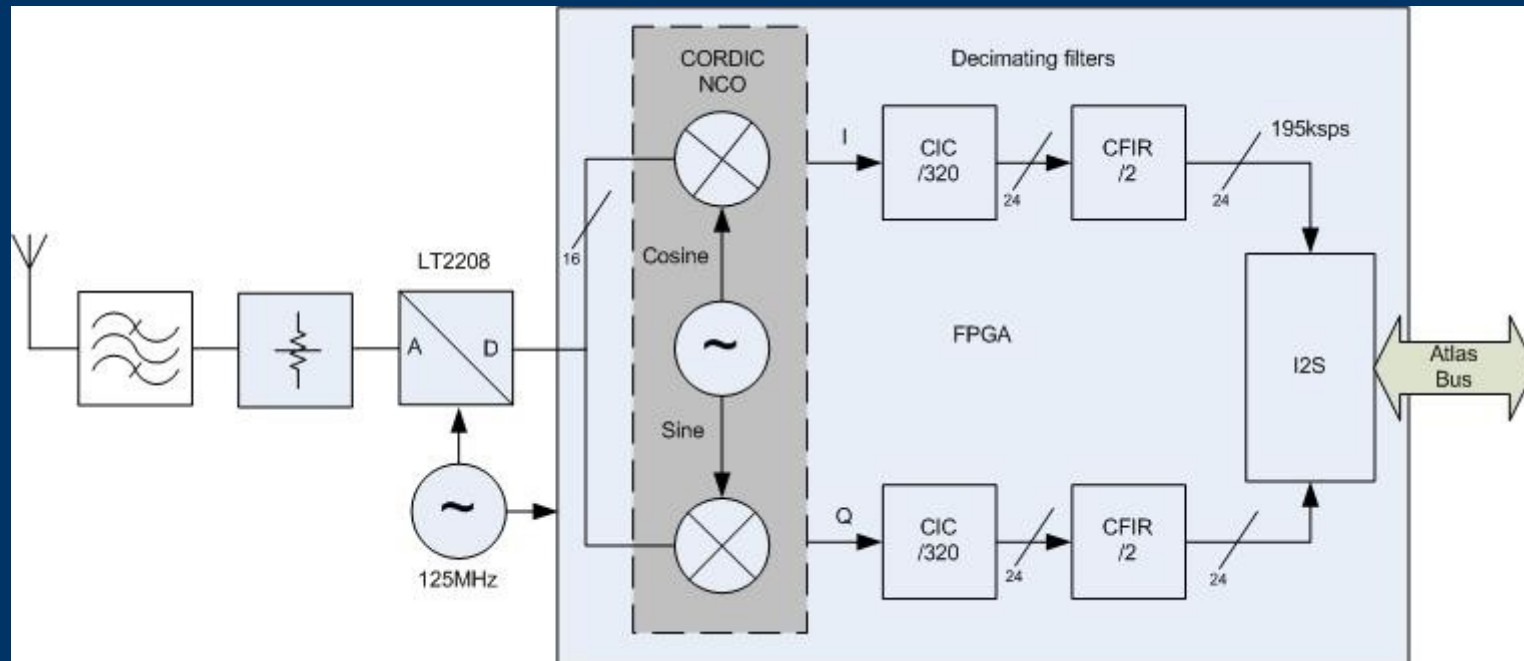 CORDIC
NCO
Decimating filters
I
CIC
/320
24
CFIR
/2
24
195ksps
16
Cosine
LT2208
A
D
~
FPGA
I2S
Atlas
Bus
Sine
~
125MHz
Q
CIC
/320
24
CFIR
/2
24